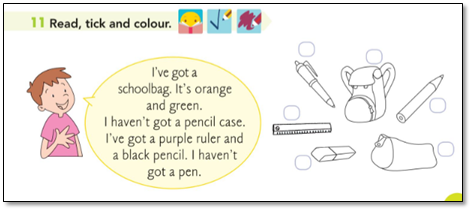 11 Read, tick and colour.
I've got a
schoolbag. It's orange
and green.
I haven't got a pencil case.
I've got a purple ruler and
a black pencil. I haven't
got a pen.